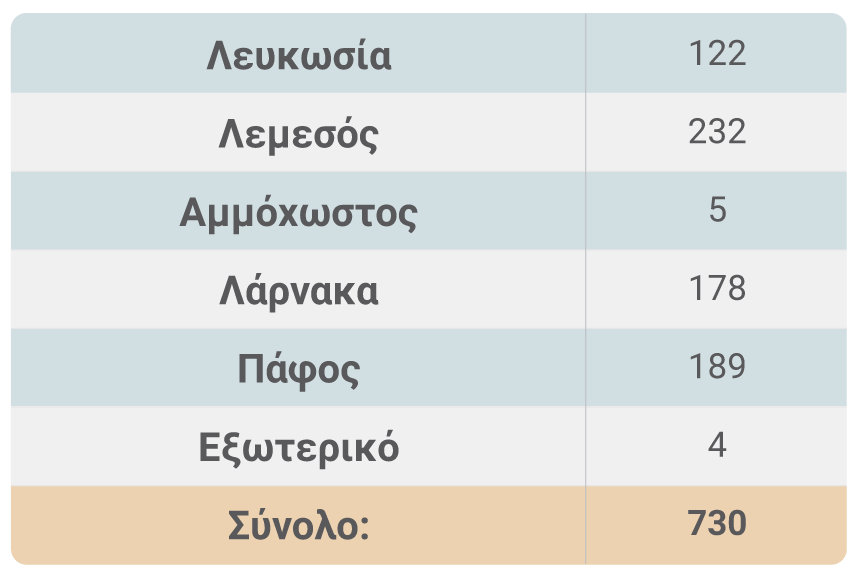 Λευκωσία 122
Λεμεσός 232
Αμμόχωστος 5
Λάρνακα 178
Πάφος 189
Εξωτερικό 4
Σύνολο: 730